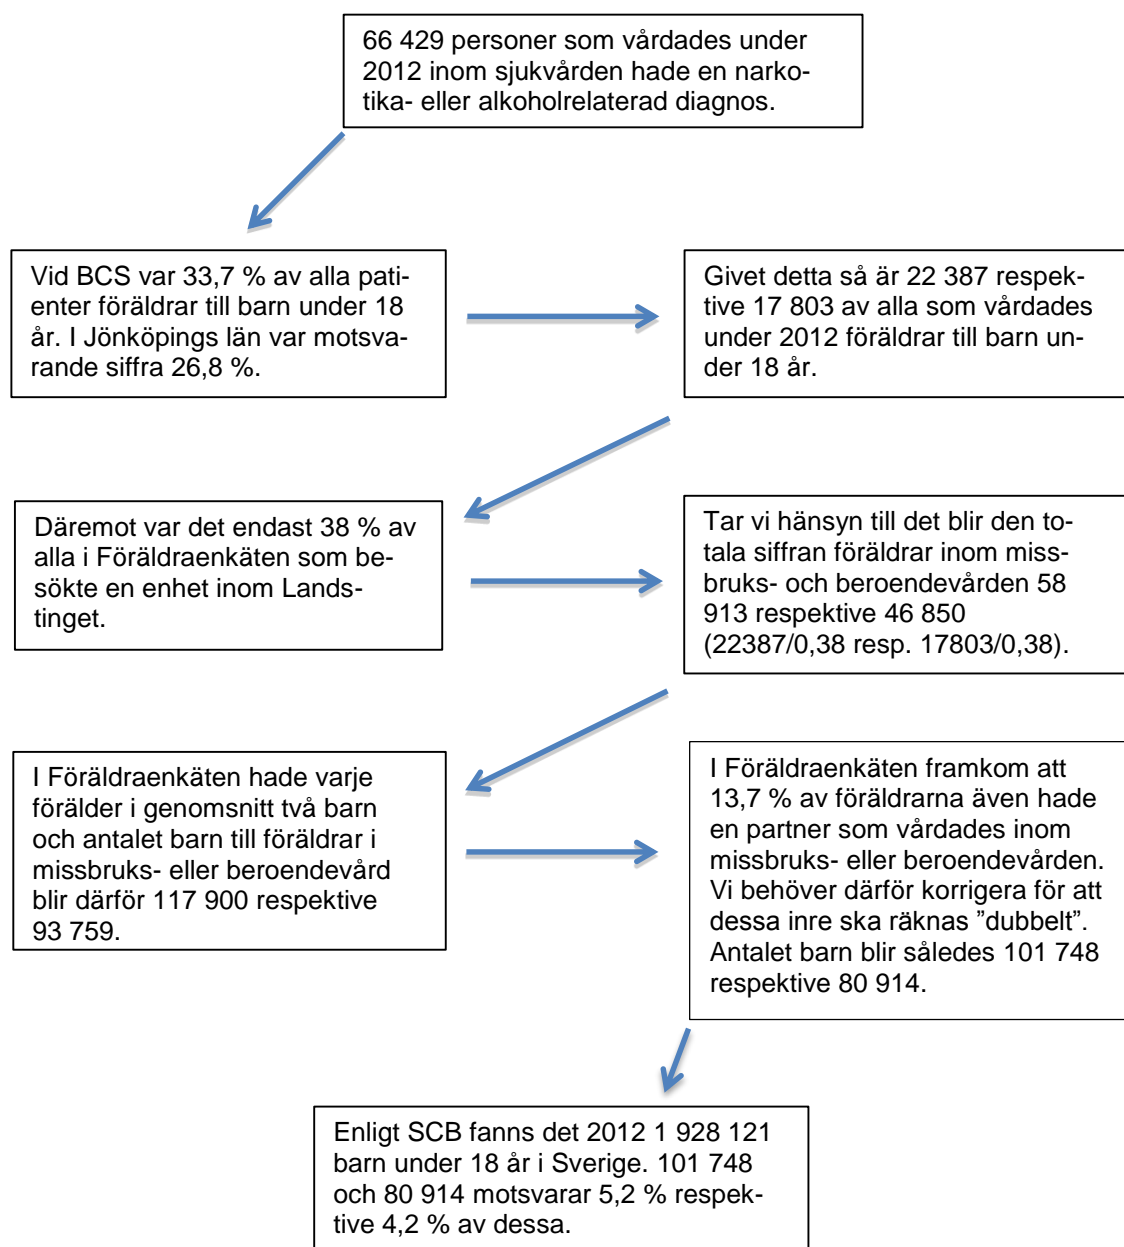 66 429 personer som vårdades under
2012 inom sjukvården hade en narko-
tika- eller alkoholrelaterad diagnos.
Vid BCS var 33,7 % av alla pati-
enter föräldrar till barn under 18
år. I Jönköpings län var motsva-
rande siffra 26,8 %.
Givet detta så är 22 387 respek-
tive 17 803 av alla som vårdades
under 2012 föräldrar till barn un-
der 18 år.
Däremot var det endast 38 % av
alla i Föräldraenkäten som be-
sökte en enhet inom Lands-
tinget.
Tar vi hänsyn till det blir den to-
tala siffran föräldrar inom miss-
bruks- och beroendevården 58
913 respektive 46 850
(22387/0,38 resp. 17803/0,38).
I Föräldraenkäten hade varje
förälder i genomsnitt två barn
och antalet barn till föräldrar i
missbruks- eller beroendevård
blir därför 117 900 respektive
93 759.
I Föräldraenkäten framkom att
13,7 % av föräldrarna även hade
en partner som vårdades inom
missbruks- eller beroendevården.
Vi behöver därför korrigera för att
dessa inre ska räknas ”dubbelt”.
Antalet barn blir således 101 748
respektive 80 914.
Enligt SCB fanns det 2012 1 928 121
barn under 18 år i Sverige. 101 748
och 80 914 motsvarar 5,2 % respek-
tive 4,2 % av dessa.